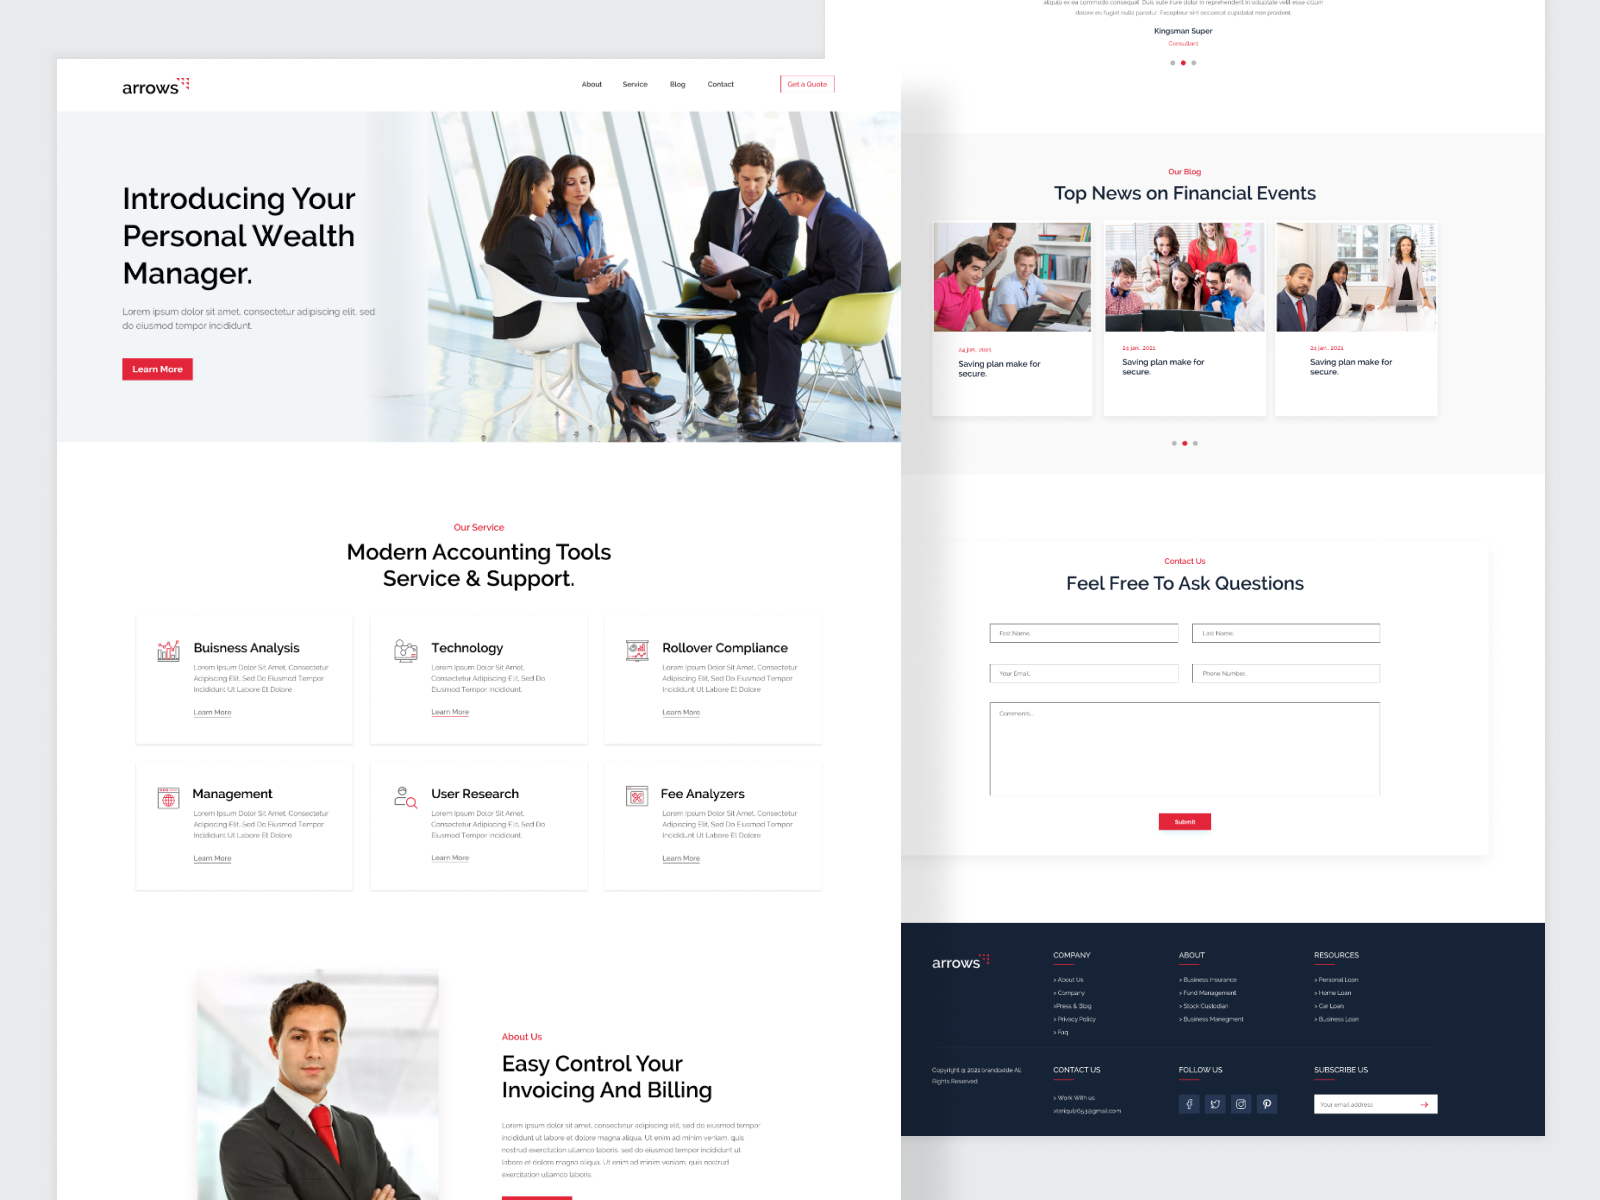 arrows
About
Service
Blog
Contact
Get a Quote
Introducing Your
Personal Wealth
Manager.
Lorem ipsum dolor sit amet, consectetur adipiscing elit, sed
do eiusmod tempor incididunt.
Learn More
Our Service
Modern Accounting Tools
Service & Support.
Buisness Analysis
Lorem Ipsum Dolor Sit Amet, Consectetur
Adipiscing Elit, Sed Do Eiusmod Tempor
Incididunt Ut Labore Et Dolore
Learn More
Technology
Lorem Ipsum Dolor Sit Amet,
Consectetur Adipiscing Elit, Sed Do
Eiusmod Tempor Incididunt.
Learn More
Rollover Compliance
Lorem Ipsum Dolor Sit Amet, Consectetur
Adipiscing Elit, Sed Do Eiusmod Tempor
Incididunt Ut Labore Et Dolore
Learn More
Management
Lorem Ipsum Dolor Sit Amet, Consectetur
Adipiscing Elit, Sed Do Eiusmod Tempor
Incididunt Ut Labore Et Dolore
Learn More
User Research
Lorem Ipsum Dolor Sit Amet,
Consectetur Adipiscing Elit, Sed Do
Eiusmod Tempor Incididunt.
Learn More
Fee Analyzers
Lorem Ipsum Dolor Sit Amet, Consectetur
Adipiscing Elit, Sed Do Eiusmod Tempor
Incididunt Ut Labore Et Dolore
Learn More
About Us
Easy Control Your
Invoicing And Billing
Lorem ipsum dolor sit amet, consectetur adipiscing elit, sed do eiusmod tempor
incididunt ut labore et dolore magna aliqua. Ut enim ad minim veniam, quis
nostrud exercitation ullamco laboris, sed do eiusmod tempor incididunt ut
labore et dolore magna aliqua. Ut enim ad minim veniam, quis nostrud
exercitation ullamco laboris.
aliquip ex ea commodo consequat. Duis aute irure dolor in reprehenderit in voluptate velit esse cillum
dolore eu fugiat nulla pariatur. Excepteur sint occaecat cupidatat non proident.
Kingsman Super
Consultant
Our Blog
Top News on Financial Events
24 jan, 2021
Saving plan make for
secure.
24 jan, 2021
Saving plan make for
secure.
24 jan, 2021
Saving plan make for
secure.
Contact Us
Feel Free To Ask Questions
Fast Name.
Last Name.
Your Email.
Phone Number.
Comments...
Submit
arrows
COMPANY
> About Us
> Company
>Press & Blog
> Privacy Policy
> Faq
ABOUT
> Business Insurance
> Fund Management
> Stock Custodian
> Business Manegment
RESOURCES
> Personal Loan
> Home Loan
> Car Loan
> Business Loan
Copyright @ 2021 brandoxide All
Rights Reserved
CONTACT US
> Work With us
FOLLOW US
SUBSCRIBE US
Your email address